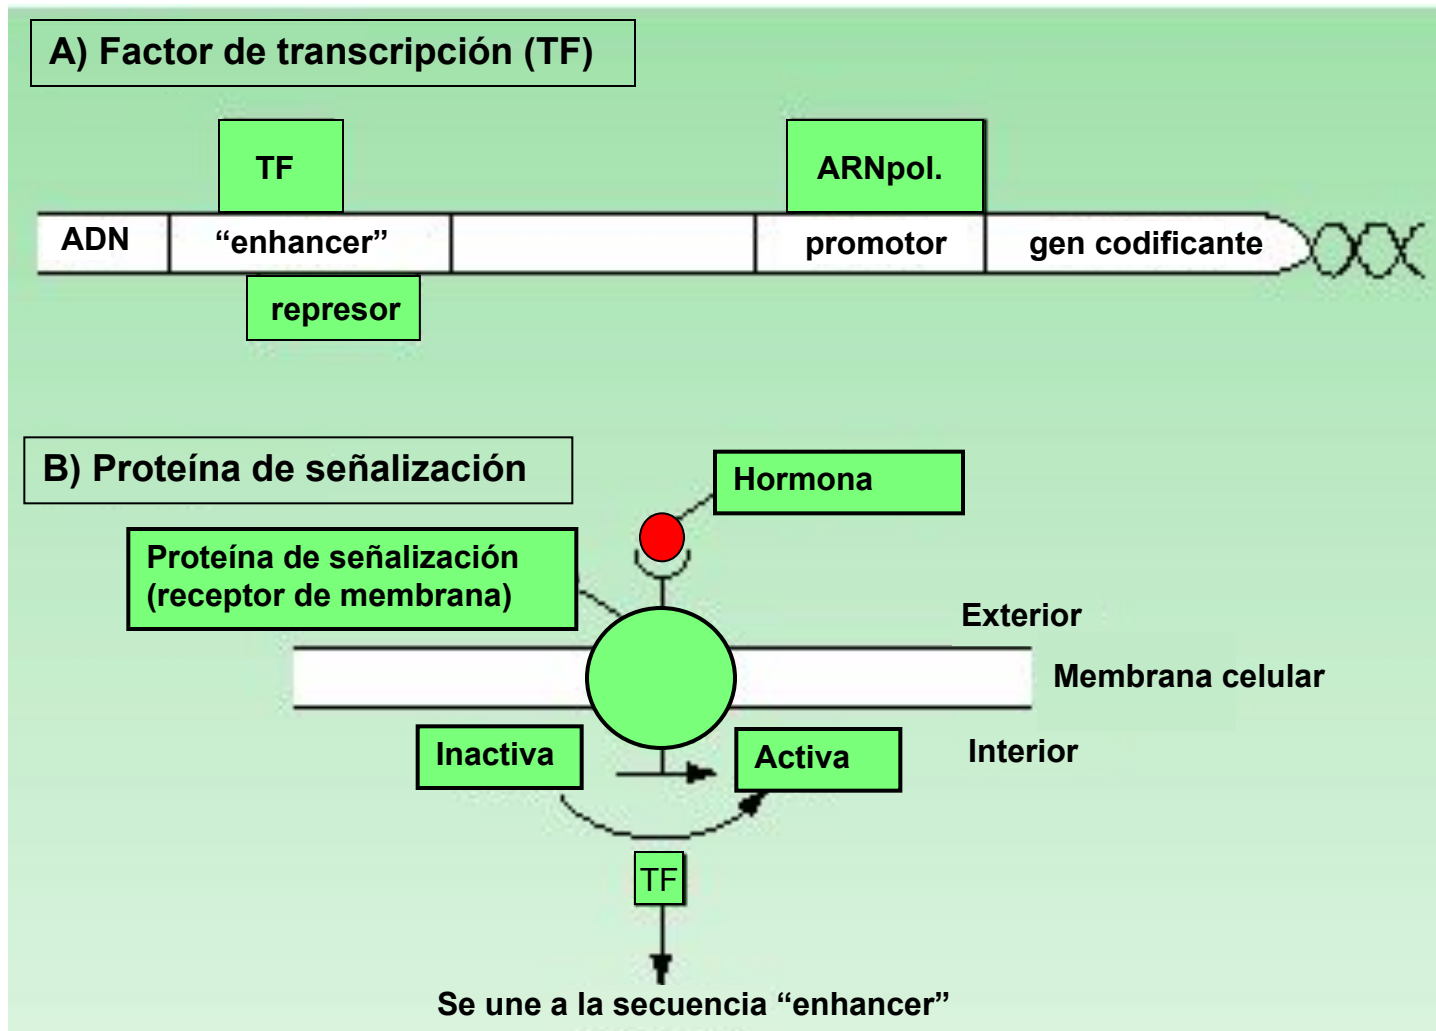 A) Factor de transcripción (TF)
TF
ARNpol.
ADN
“enhancer”
promotor
gen codificante
represor
B) Proteína de señalización
Hormona
Proteína de señalización
(receptor de membrana)
Exterior
Membrana celular
Inactiva
Activa
Interior
TF
Se une a la secuencia “enhancer”